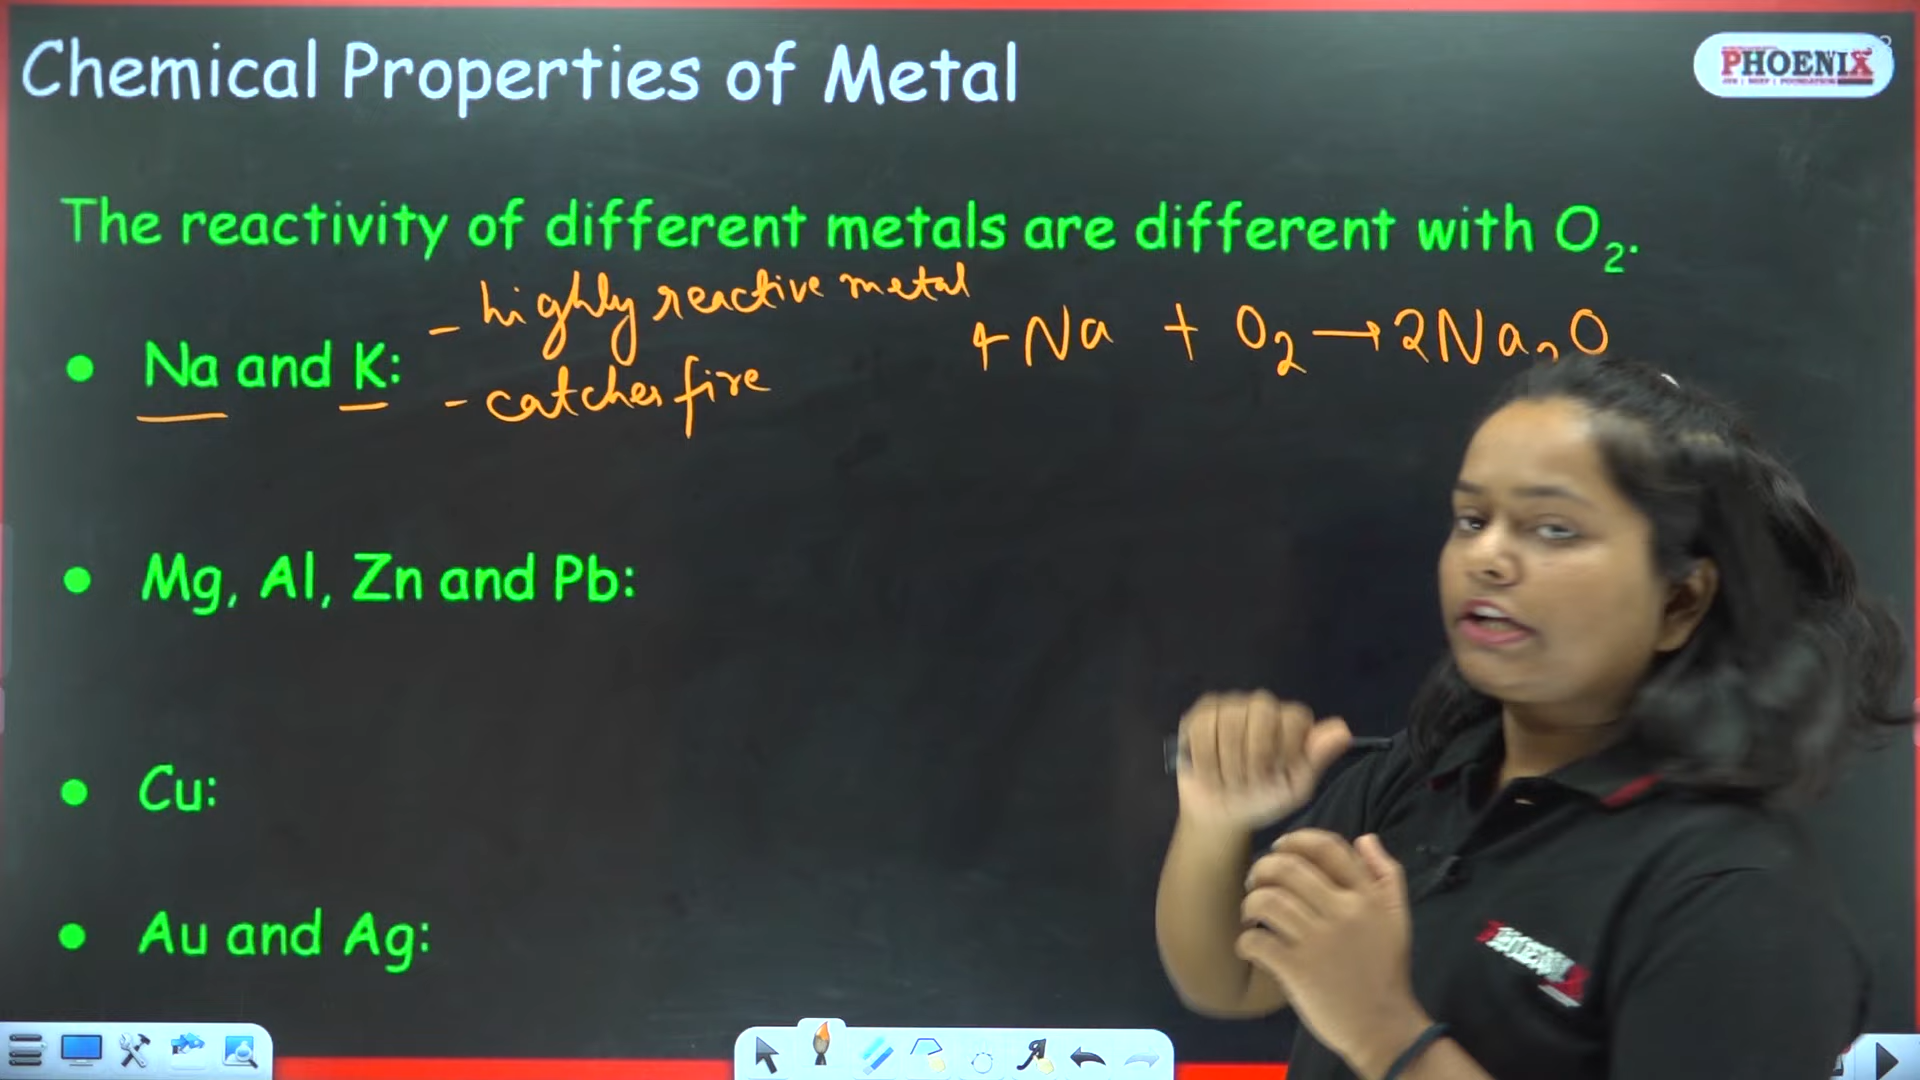 Chemical Properties of Metal
PHOENIX
The reactivity of different metals are different with O₂.
• Na and K:
- highly reactive metal
- catches fire
4Na + O₂ → 2Na₂O
• Mg, Al, Zn and Pb:
• Cu:
• Au and Ag: